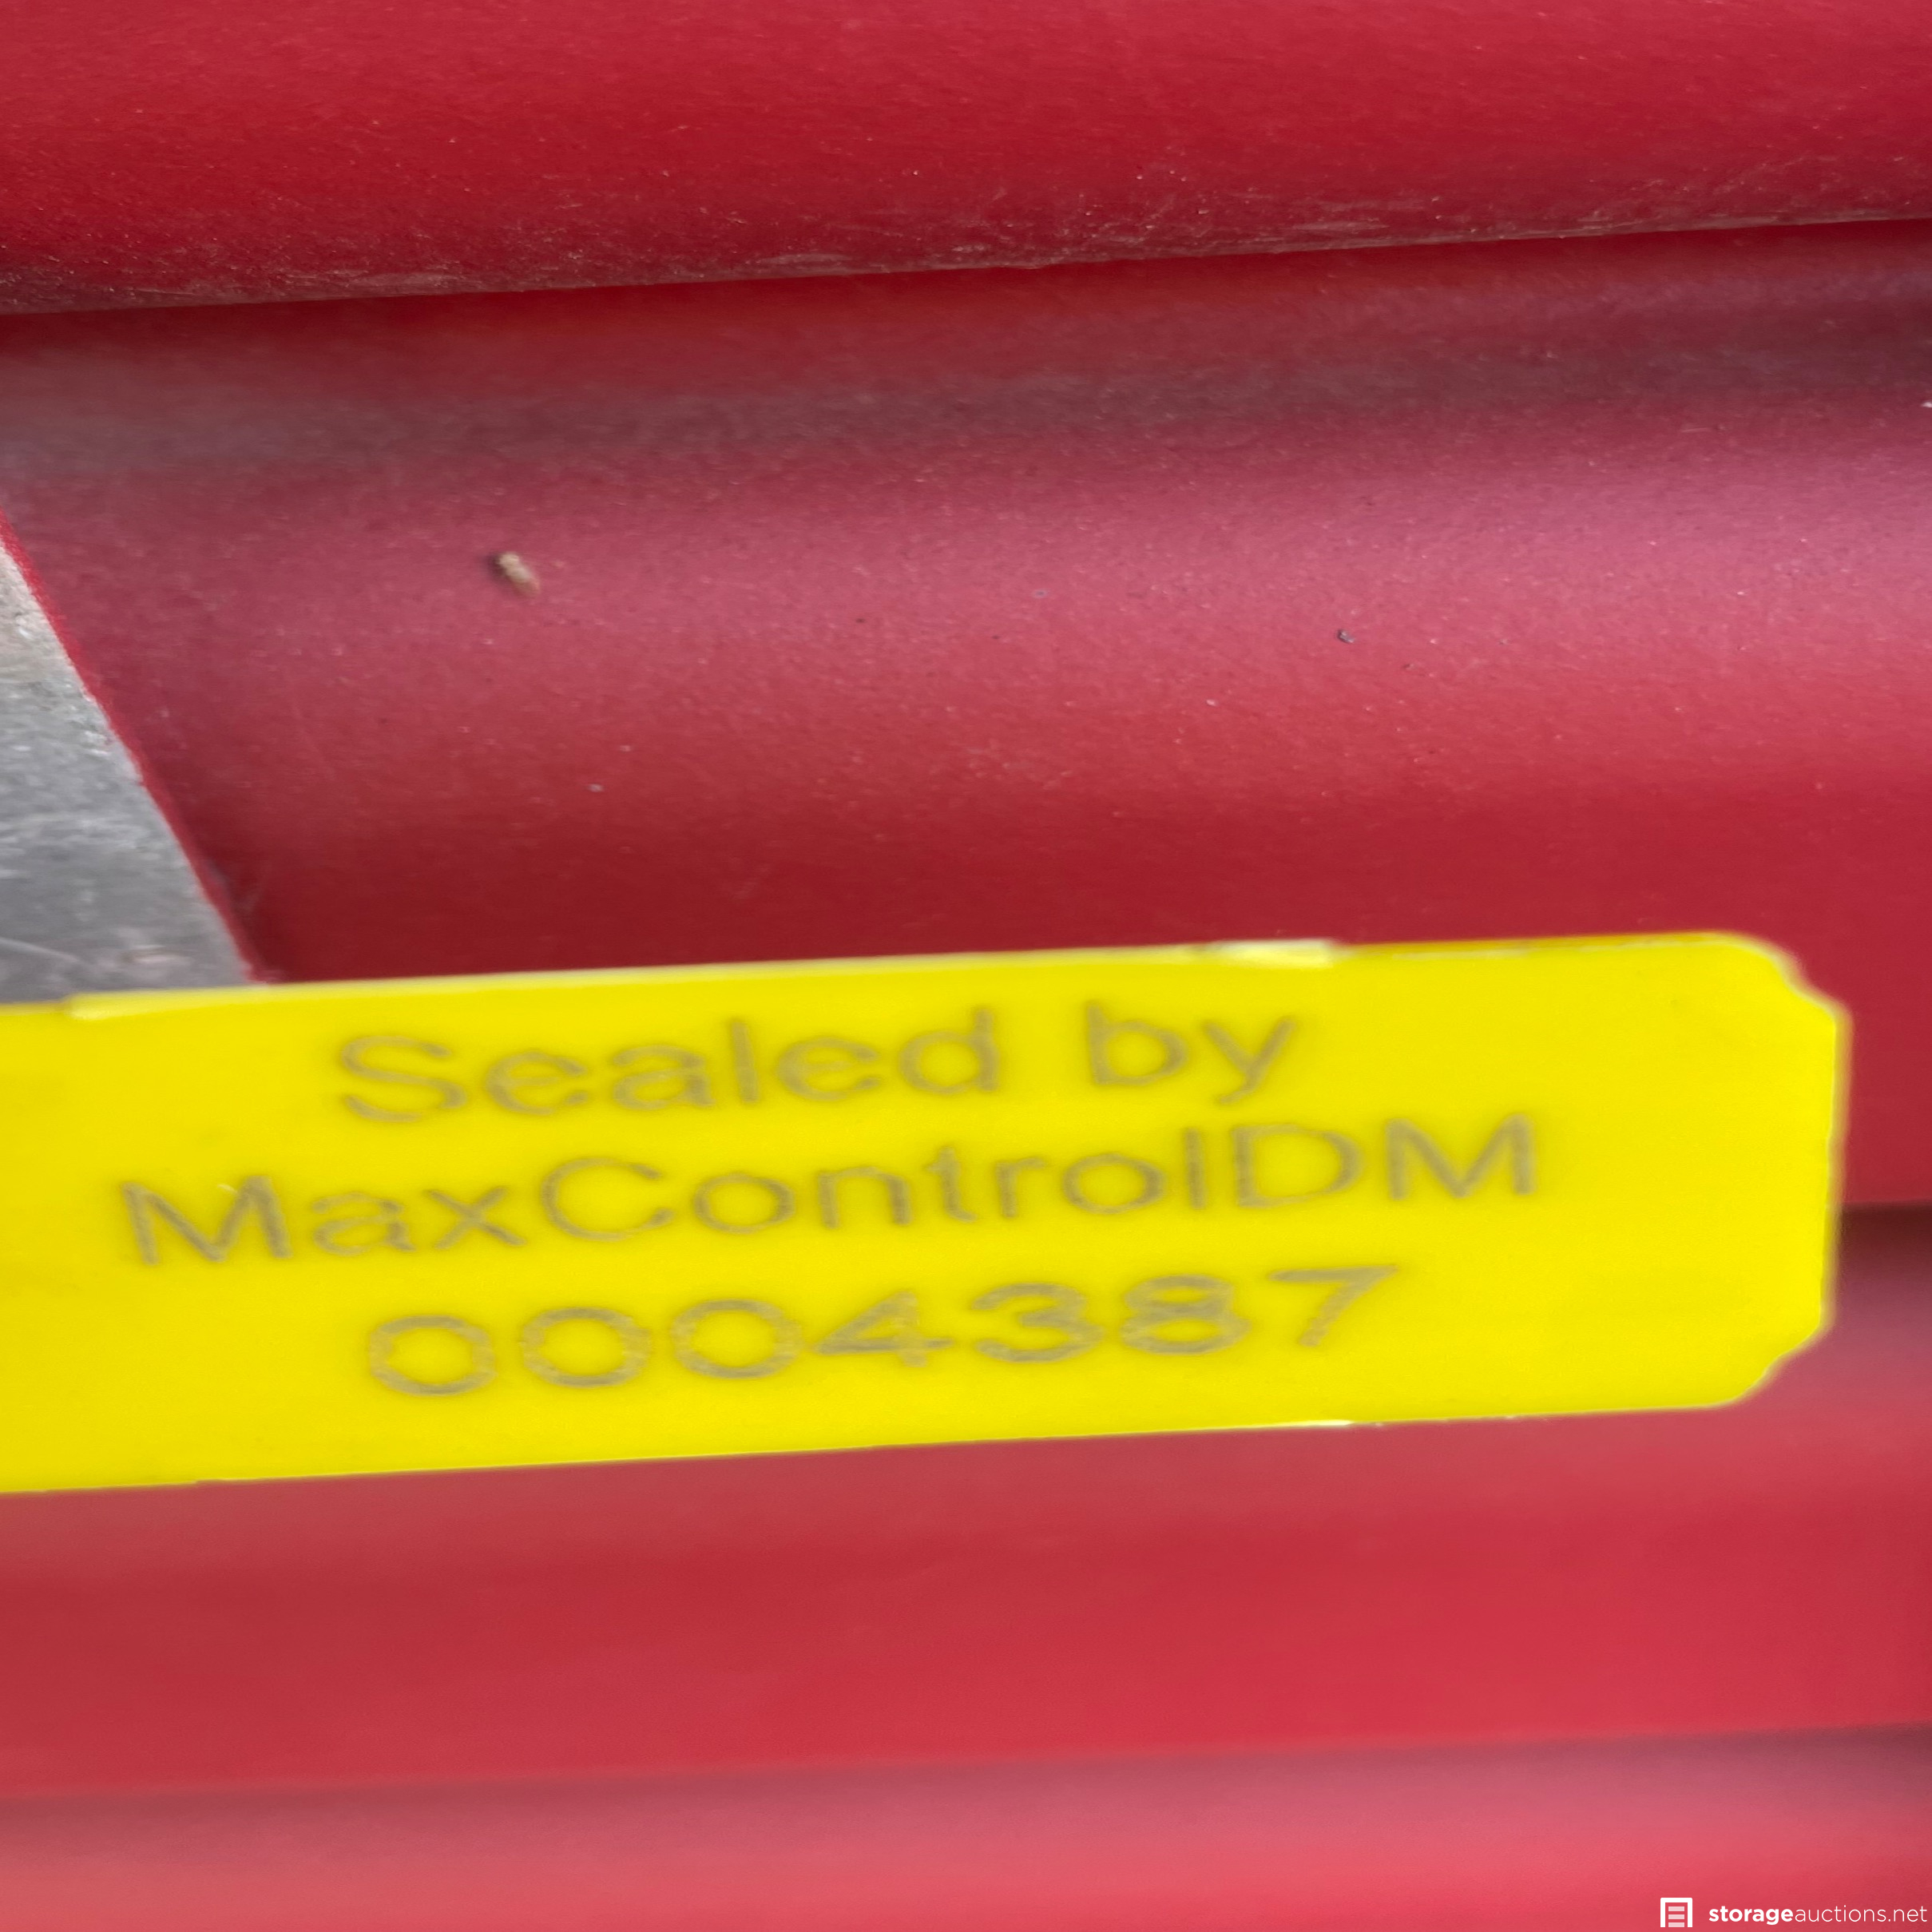 Sealed by
MaxControlDM
0004387
storageauctions.net